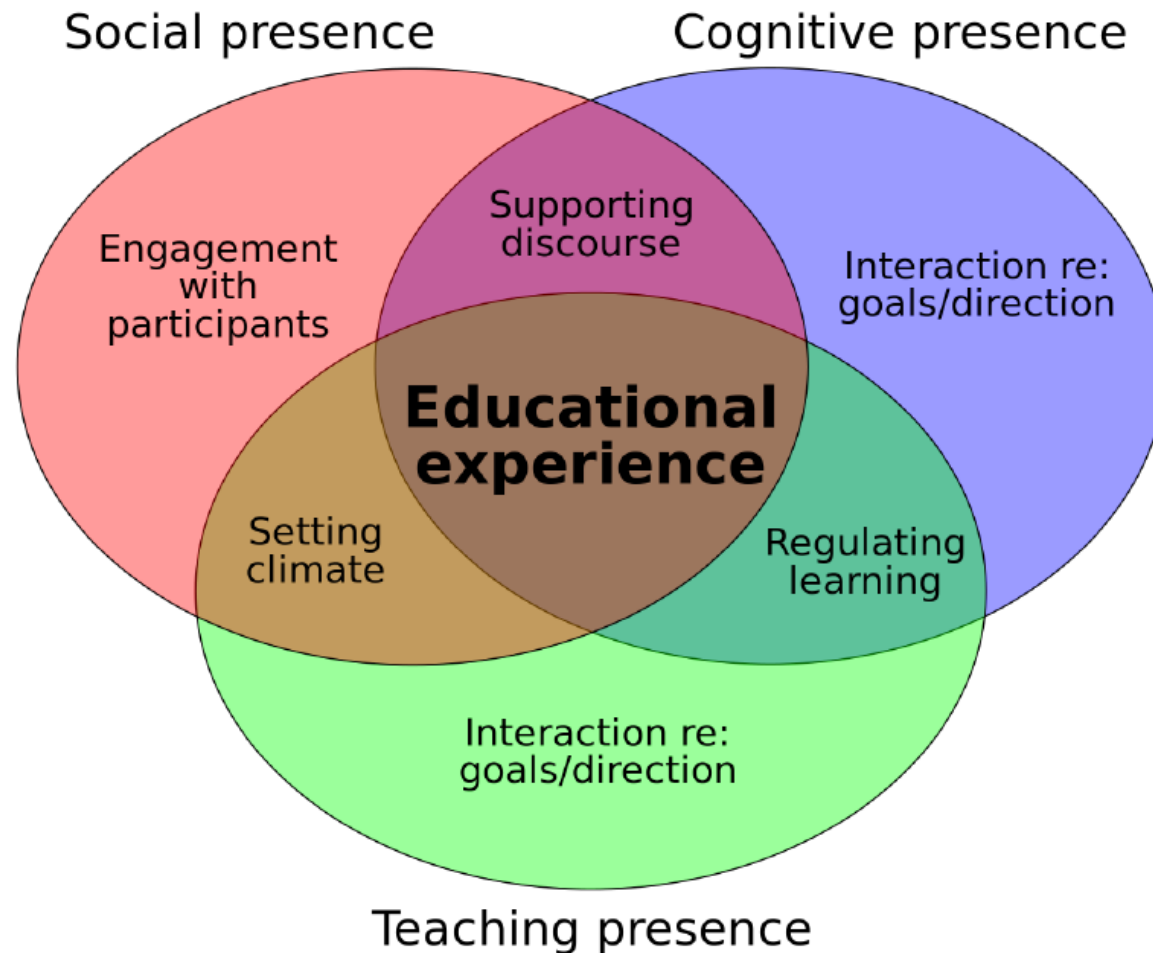 Social presence
Cognitive presence
Supporting
discourse
Engagement
with
participants
Interaction re:
goals/direction
Educational
experience
Setting
climate
Regulating
learning
Interaction re:
goals/direction
Teaching presence